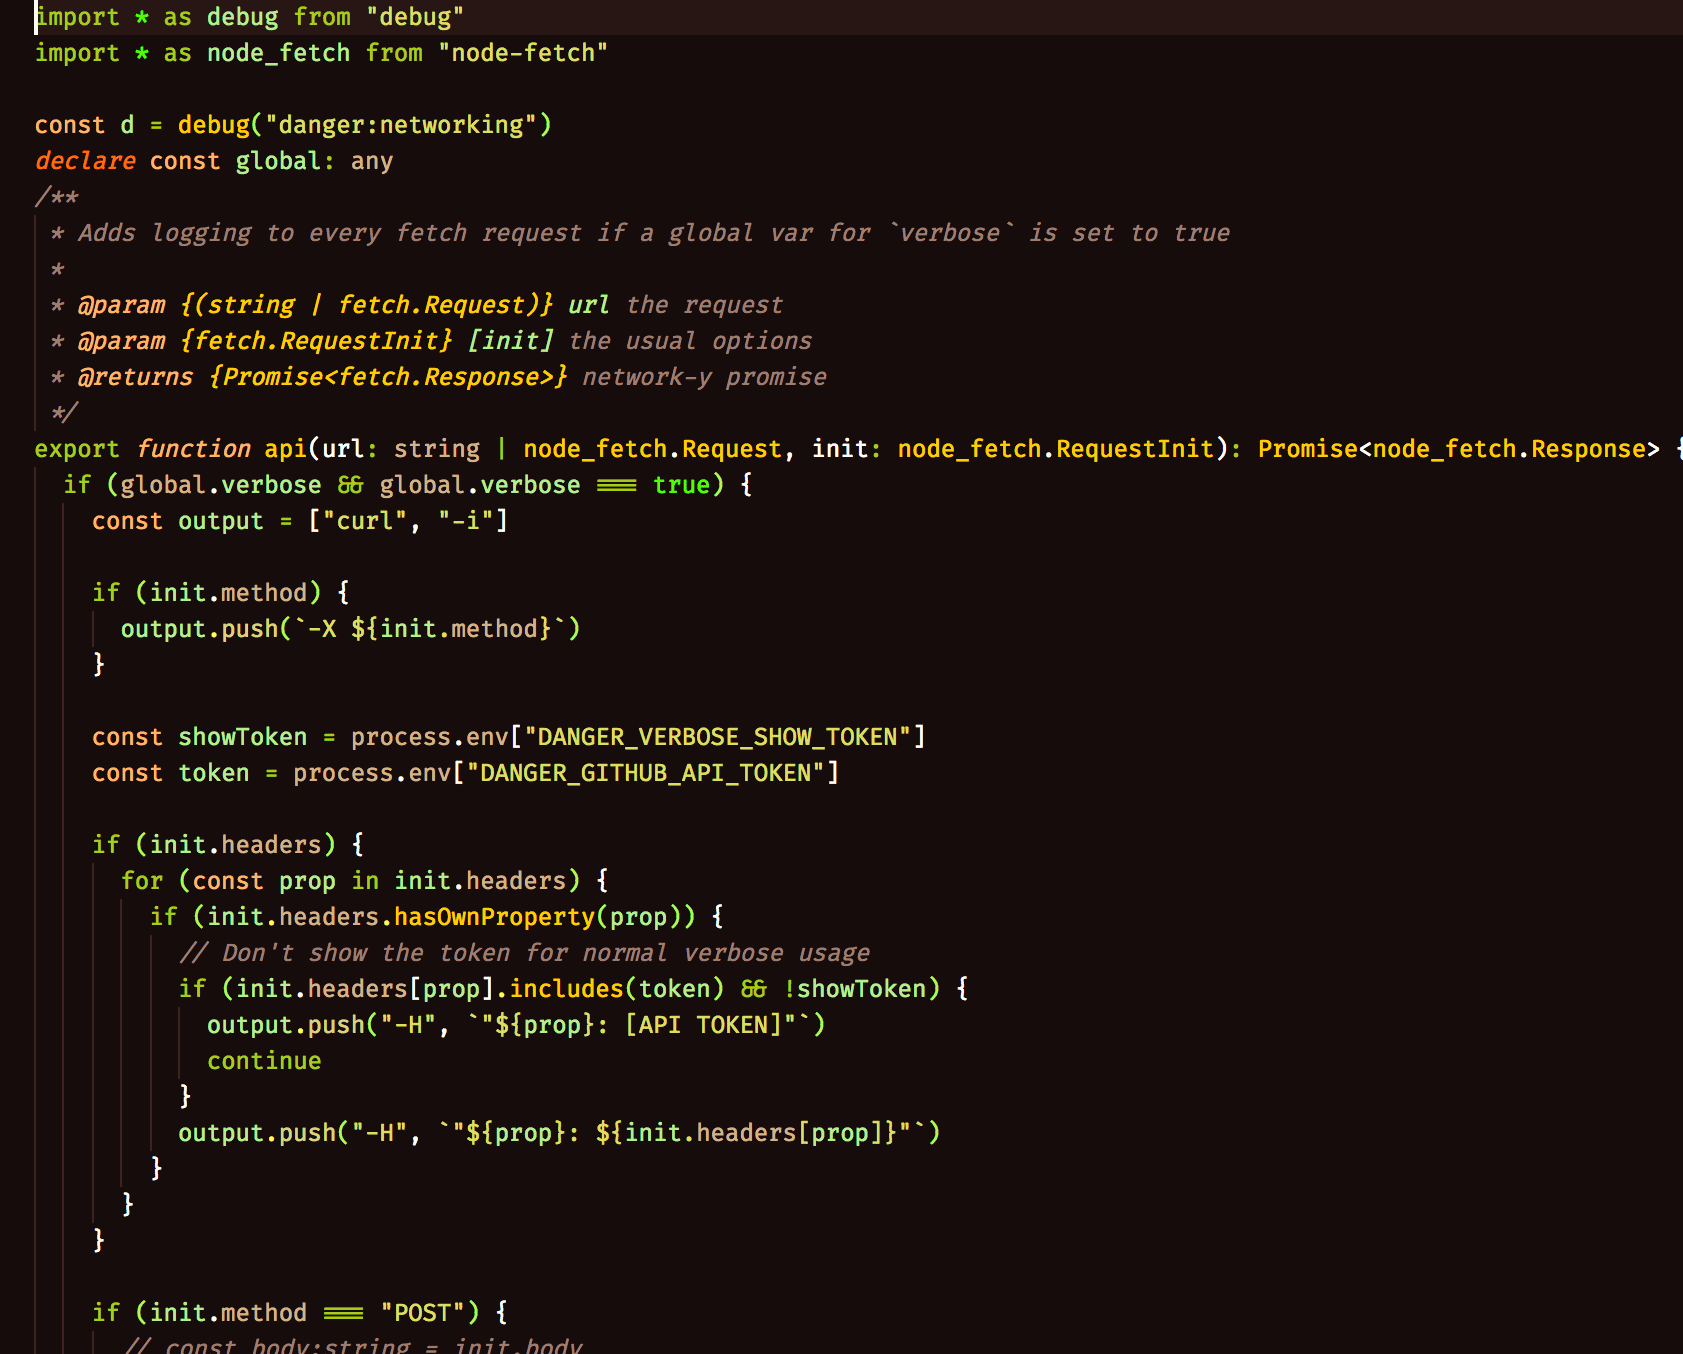 import * as debug from "debug"
import * as node_fetch from "node-fetch"

const d = debug("danger:networking")
declare const global: any
/**
 * Adds logging to every fetch request if a global var for `verbose` is set to true
 *
 * @param {(string | fetch.Request)} url the request
 * @param {fetch.RequestInit} [init] the usual options
 * @returns {Promise<fetch.Response>} network-y promise
 */
export function api(url: string | node_fetch.Request, init: node_fetch.RequestInit): Promise<node_fetch.Response> {
  if (global.verbose && global.verbose === true) {
    const output = ["curl", "-i"]

    if (init.method) {
      output.push(`-X ${init.method}`)
    }

    const showToken = process.env["DANGER_VERBOSE_SHOW_TOKEN"]
    const token = process.env["DANGER_GITHUB_API_TOKEN"]

    if (init.headers) {
      for (const prop in init.headers) {
        if (init.headers.hasOwnProperty(prop)) {
          // Don't show the token for normal verbose usage
          if (init.headers[prop].includes(token) && !showToken) {
            output.push("-H", `"${prop}: [API TOKEN]"`)
            continue
          }
          output.push("-H", `"${prop}: ${init.headers[prop]}"`)
        }
      }
    }

    if (init.method === "POST") {
      // const body:string = init.body